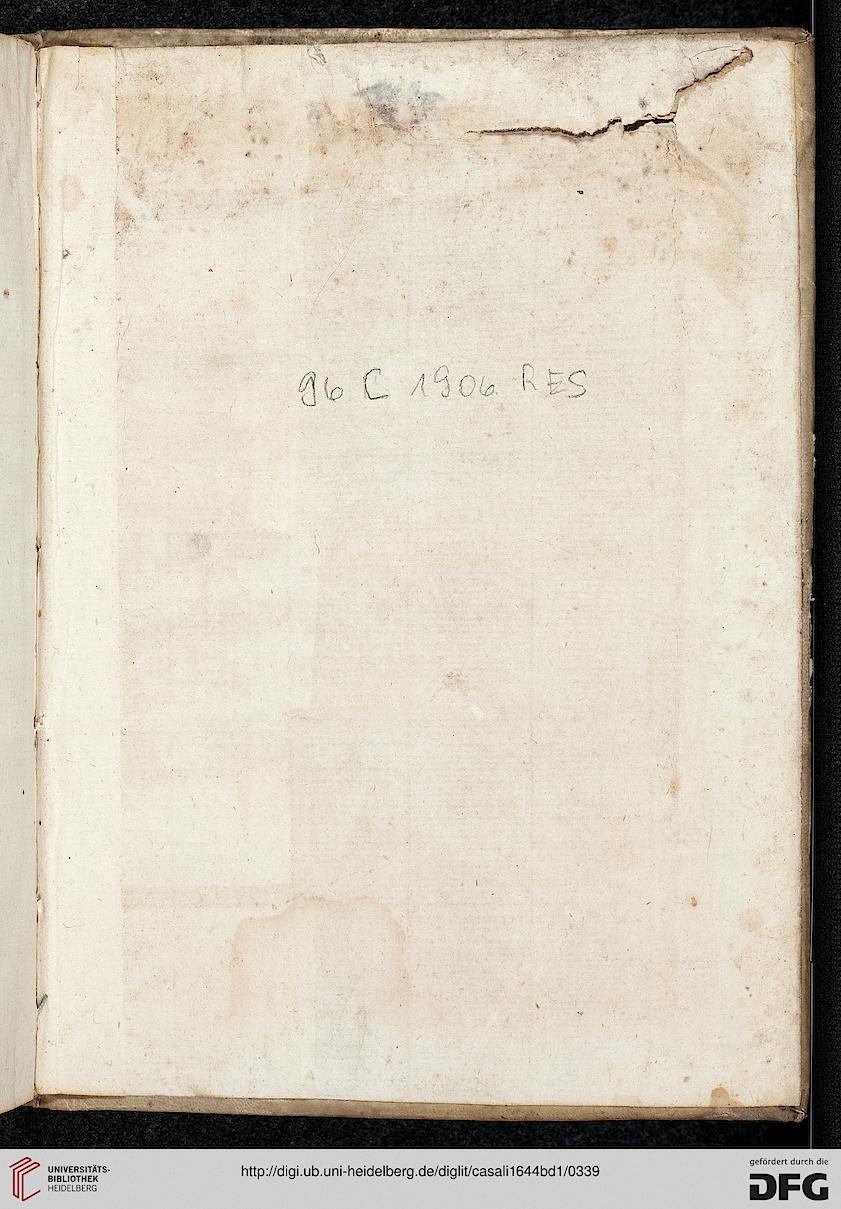 96 C 1906 RES
UNIVERSITÄTS-
BIBLIOTHEK
HEIDELBERG
http://digi.ub.uni-heidelberg.de/diglit/casali1644bd1/0339
gefördert durch die
DFG